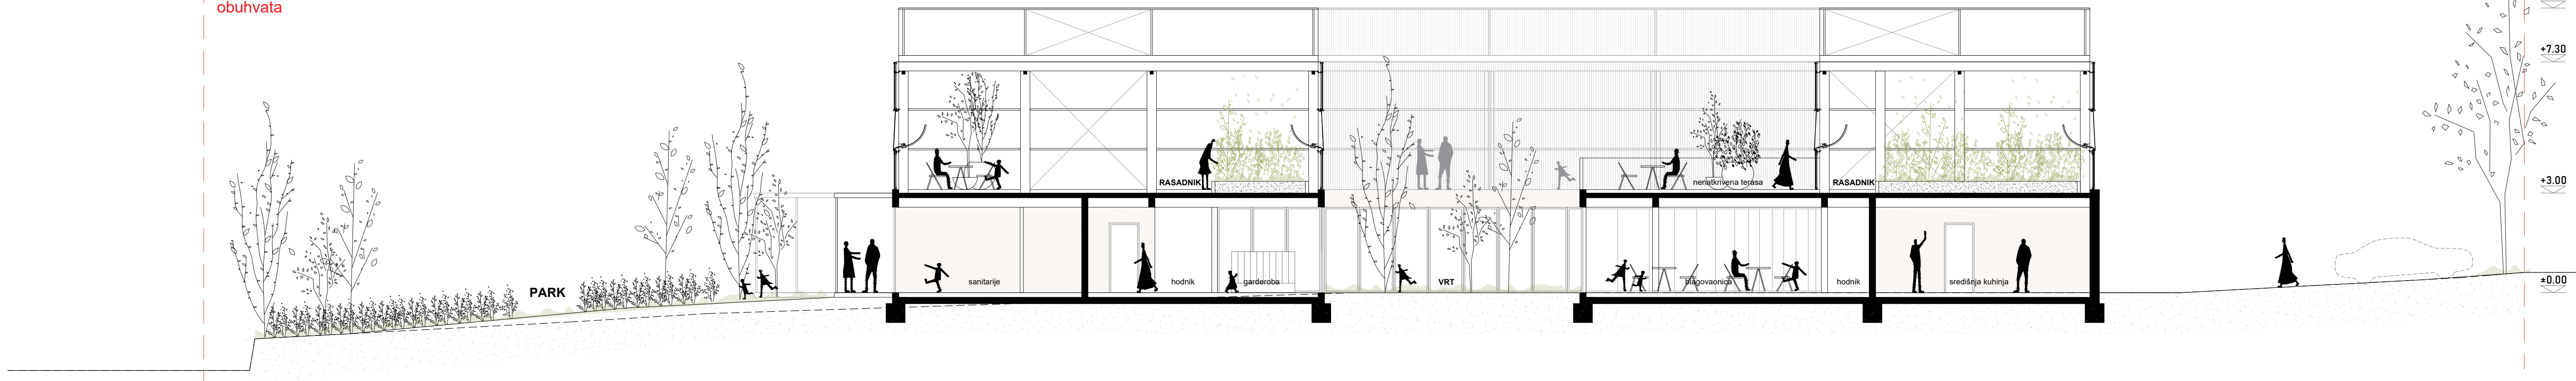 obuhvata
+7.30
RASADNIK
nenatkrivena terasa
RASADNIK
+3.00
sanitarije
hodnik
garderoba
VRT
blagovaonica
hodnik
središnja kuhinja
±0.00
PARK